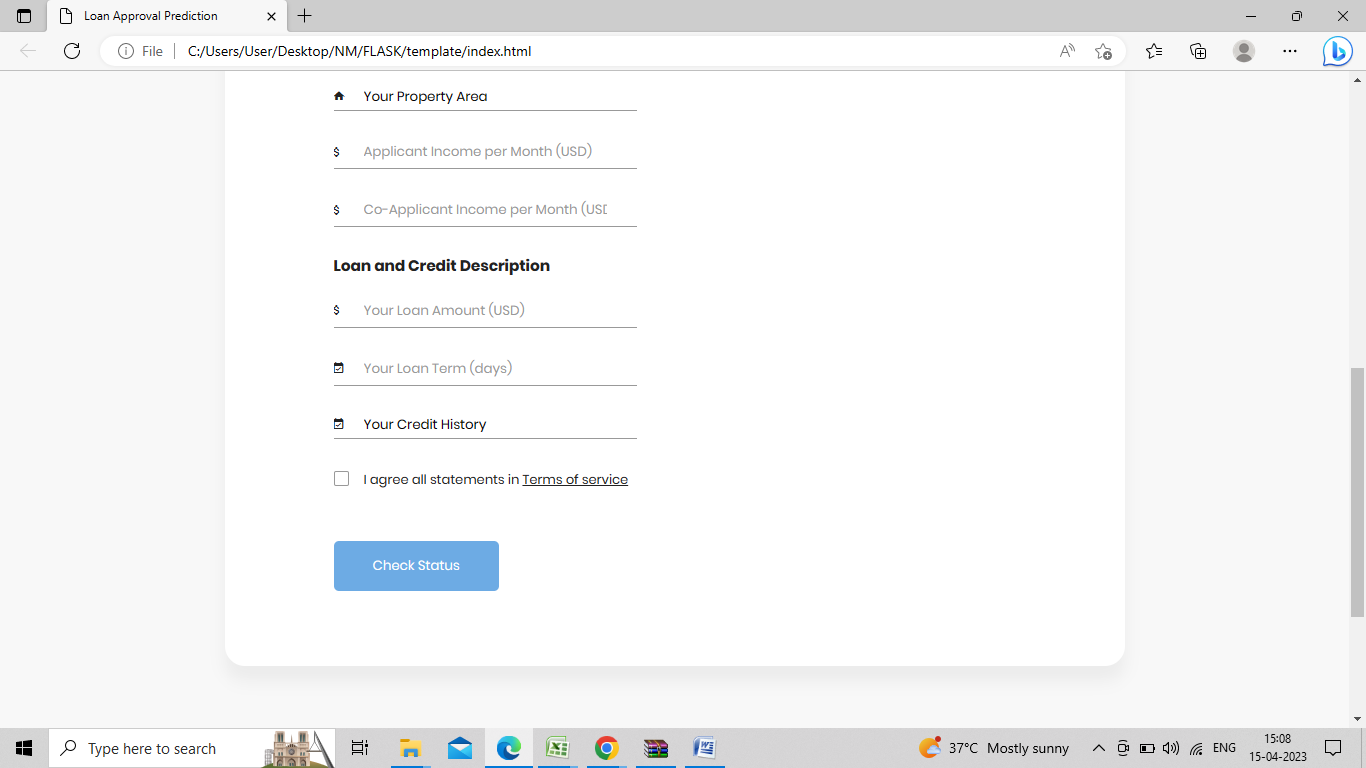 Loan Approval Prediction
File
C:/Users/User/Desktop/NM/FLASK/template/index.html
Your Property Area
$ Applicant Income per Month (USD)
$ Co-Applicant Income per Month (USD
Loan and Credit Description
$ Your Loan Amount (USD)
Your Loan Term (days)
Your Credit History
I agree all statements in Terms of service
Check Status
Type here to search
37°C Mostly sunny
ENG
15:08
15-04-2023